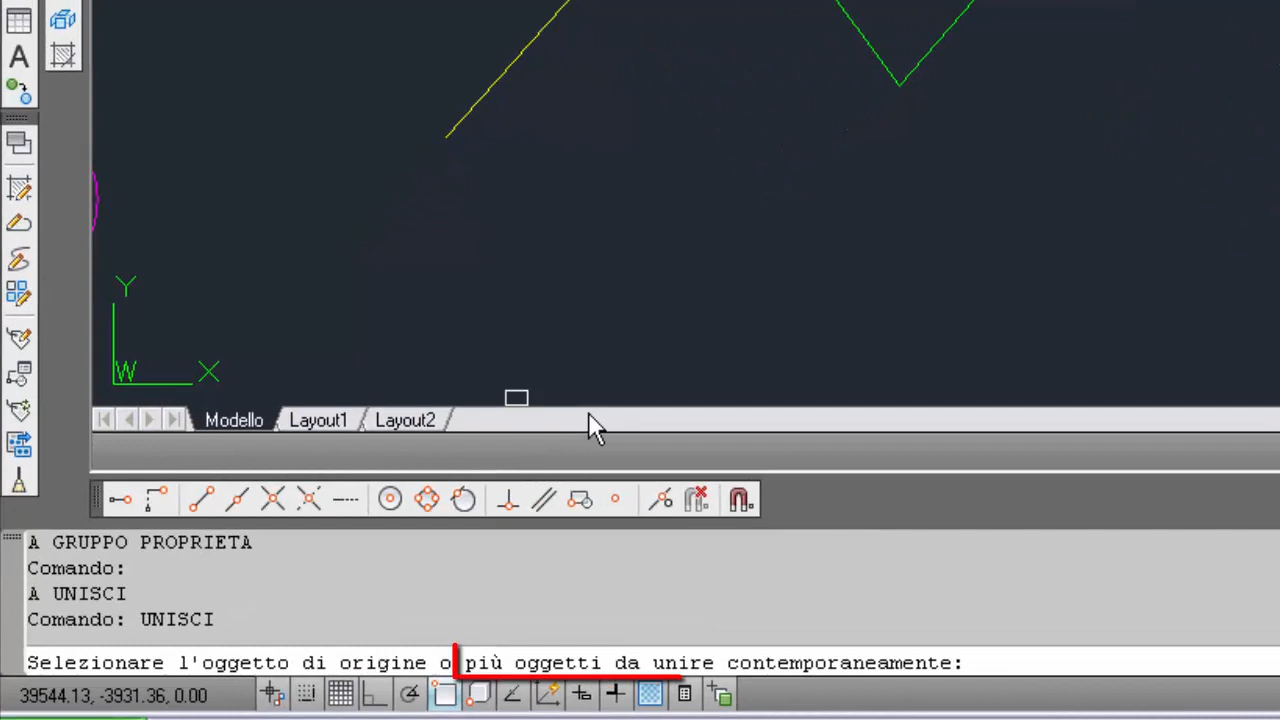 A
Y
W X
Modello Layout1 Layout2
A GRUPPO PROPRIETA
Comando:
A UNISCI
Comando: UNISCI
Selezionare l'oggetto di origine o più oggetti da unire contemporaneamente:
39544.13, -3931.36, 0.00